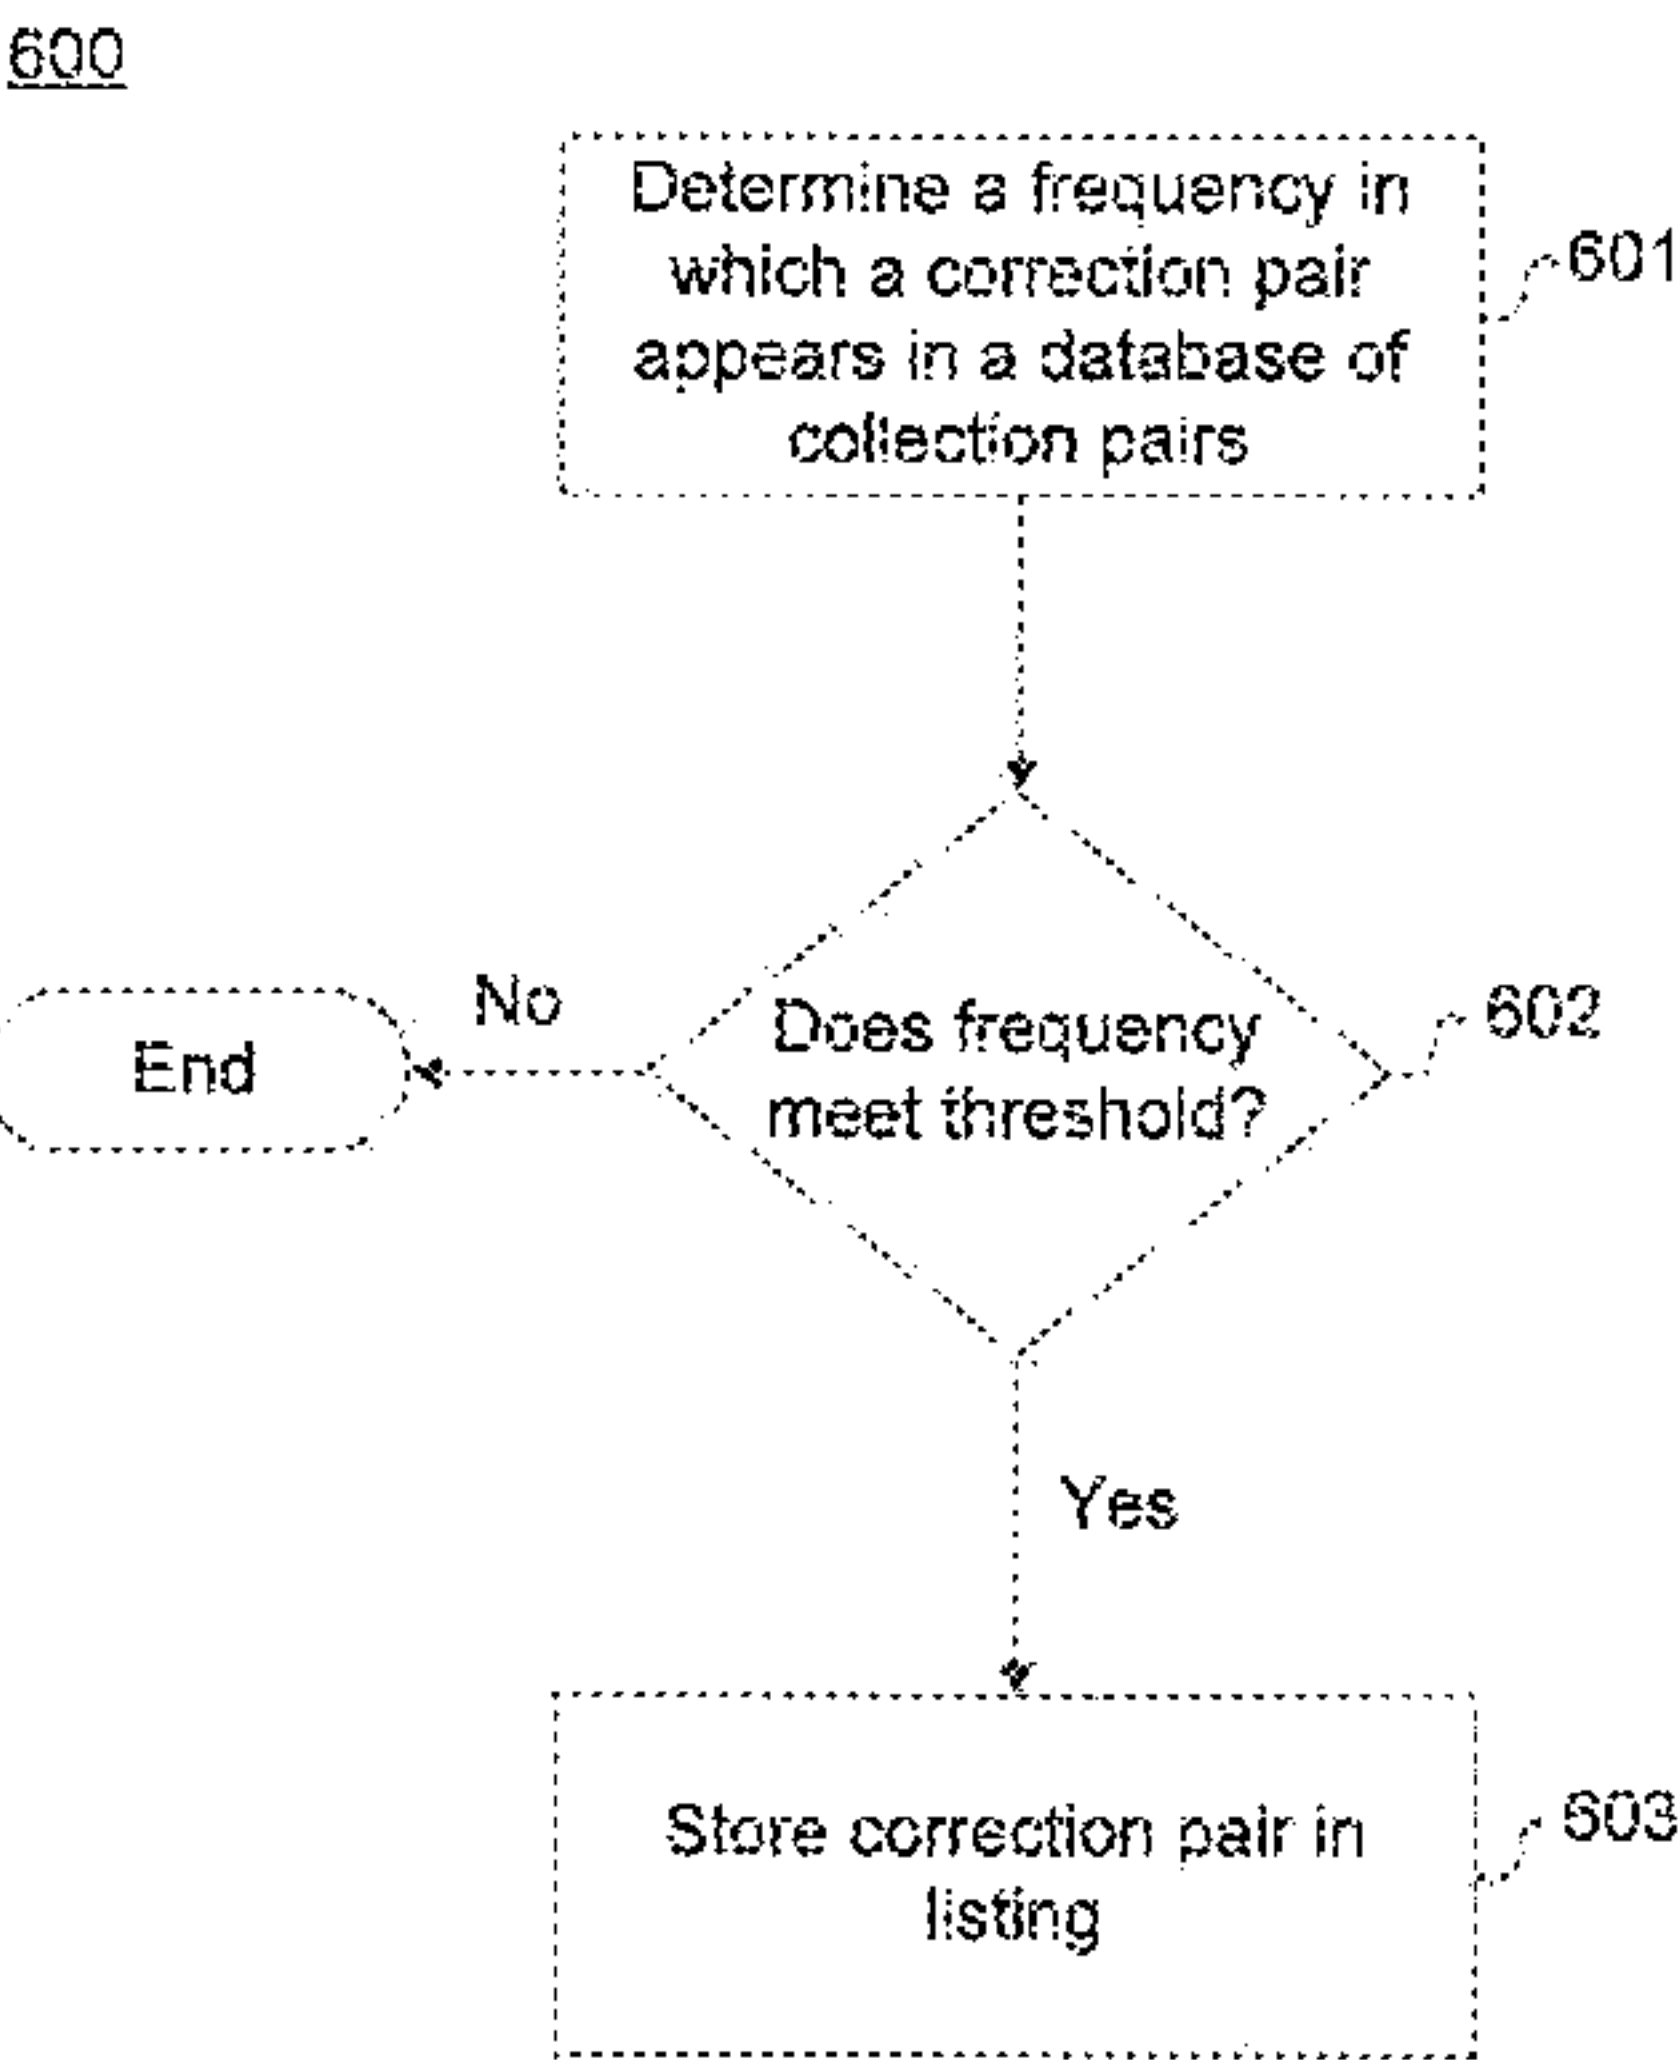 600
Determine a frequency in
which a correction pair
appears in a database of
collection pairs
601
No
End
Does frequency
meet threshold?
602
Yes
Store correction pair in
listing
603